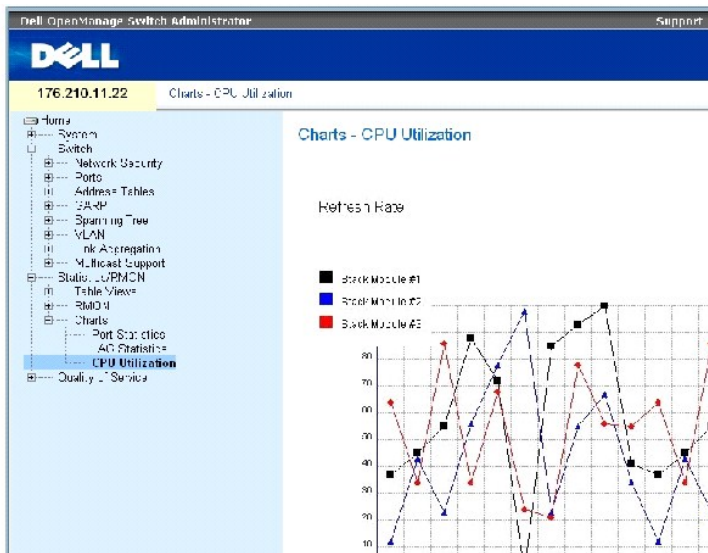 Dell OpenManage Switch Administrator
Support
DELL
176.210.11.22
Charts - CPU Utilization
Home
System
Switch
Network Security
Ports
Address Tables
GARP
Spanning Tree
VLAN
Link Aggregation
Multicast Support
Statistics/RMON
Table Views
RMON
Charts
Port Statistics
LAG Statistics
CPU Utilization
Quality of Service
Charts - CPU Utilization
Refresh Rate
Stack Module #1
Stack Module #2
Stack Module #3
80
70
60
50
40
30
20
10